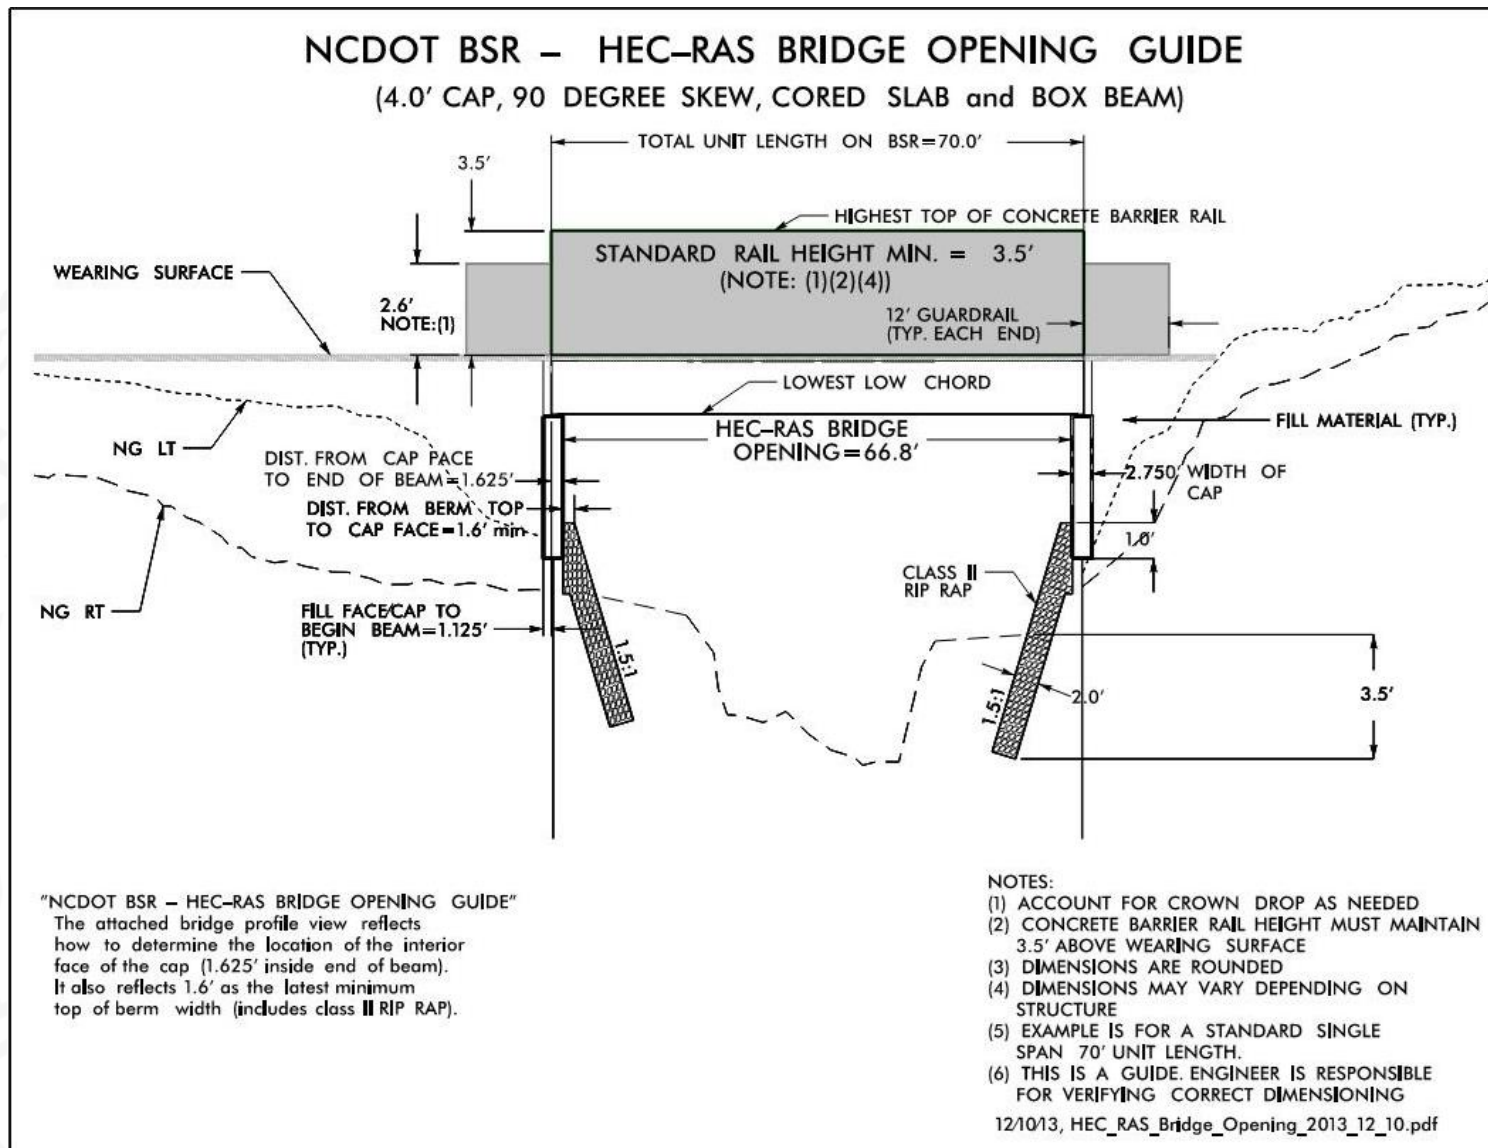 NCDOT BSR – HEC–RAS BRIDGE OPENING GUIDE
(4.0' CAP, 90 DEGREE SKEW, CORED SLAB and BOX BEAM)
TOTAL UNIT LENGTH ON BSR=70.0'
3.5'
HIGHEST TOP OF CONCRETE BARRIER RAIL
STANDARD RAIL HEIGHT MIN. = 3.5'
(NOTE: (1)(2)(4))
WEARING SURFACE
2.6'
NOTE:(1)
12' GUARDRAIL
(TYP. EACH END)
LOWEST LOW CHORD
HEC–RAS BRIDGE
OPENING=66.8'
FILL MATERIAL (TYP.)
NG LT
DIST. FROM CAP PACE
TO END OF BEAM=1.625'
2.750' WIDTH OF
CAP
DIST. FROM BERM TOP
TO CAP FACE=1.6' min
1.0'
CLASS II
RIP RAP
NG RT
FILL FACE/CAP TO
BEGIN BEAM=1.125'
(TYP.)
1.5:1
1.5:1
2.0'
3.5'
"NCDOT BSR – HEC–RAS BRIDGE OPENING GUIDE"
The attached bridge profile view reflects
how to determine the location of the interior
face of the cap (1.625' inside end of beam).
It also reflects 1.6' as the latest minimum
top of berm width (includes class II RIP RAP).
NOTES:
(1) ACCOUNT FOR CROWN DROP AS NEEDED
(2) CONCRETE BARRIER RAIL HEIGHT MUST MAINTAIN
3.5' ABOVE WEARING SURFACE
(3) DIMENSIONS ARE ROUNDED
(4) DIMENSIONS MAY VARY DEPENDING ON
STRUCTURE
(5) EXAMPLE IS FOR A STANDARD SINGLE
SPAN 70' UNIT LENGTH.
(6) THIS IS A GUIDE. ENGINEER IS RESPONSIBLE
FOR VERIFYING CORRECT DIMENSIONING
12/10/13, HEC_RAS_Bridge_Opening_2013_12_10.pdf